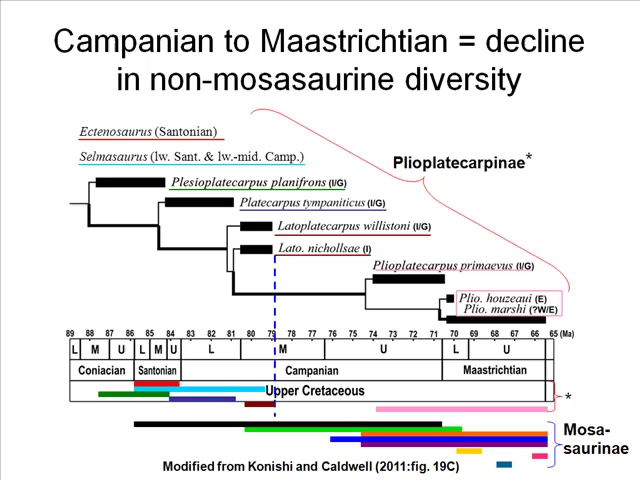 Campanian to Maastrichtian = decline
in non-mosasaurine diversity
Ectenosaurus (Santonian)
Selmasaurus (lw. Sant. & lw.-mid. Camp.)
Plioplatecarpinae*
Plesioplatecarpus planifrons (I/G)
Platecarpus tympaniticus (I/G)
Latoplatecarpus willistoni (I/G)
Lato. nichollsae (I)
Plioplatecarpus primaevus (I/G)
Plio. houzeaui (E)
Plio. marshi (?W/E)
89 88 87 86 85 84 83 82 81 80 79 78 77 76 75 74 73 72 71 70 69 68 67 66 65 (Ma)
L M U L M U L M U L U
Coniacian Santonian Campanian Maastrichtian
Upper Cretaceous
*
Mosa-
saurinae
Modified from Konishi and Caldwell (2011:fig. 19C)